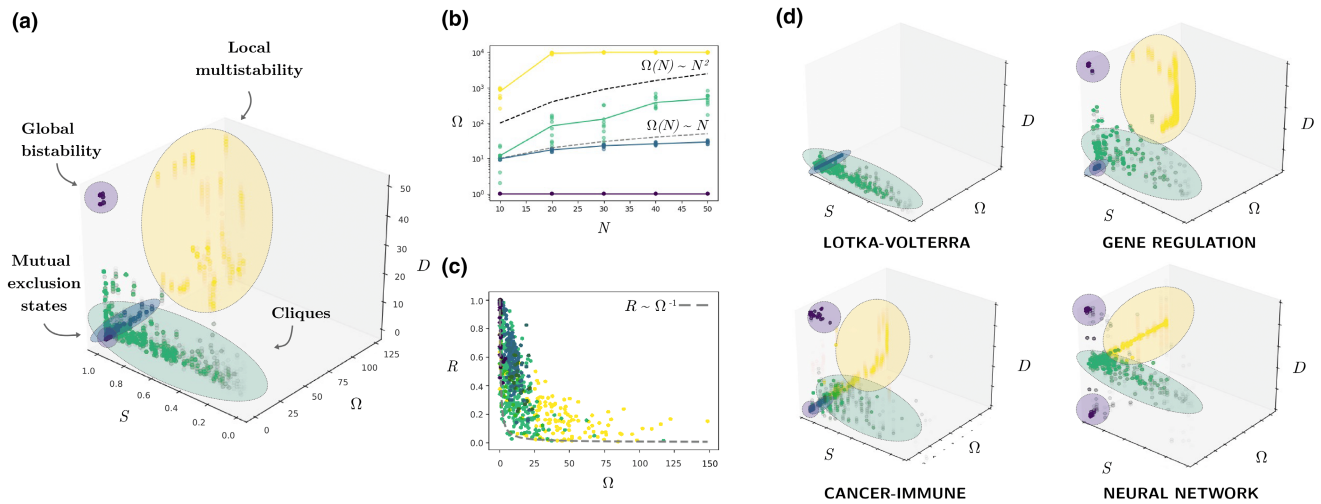 (a)
Local
multistability
Global
bistability
Mutual
exclusion
states
Cliques
50
40
30
20
10
0
D
1.0
0.8
0.6
0.4
0.2
0.0
S
0
25
50
75
100
125
Ω
(b)
10⁴
10³
10²
10¹
10⁰
Ω
Ω(N) ~ N²
Ω(N) ~ N
10 15 20 25 30 35 40 45 50
N
(c)
R ~ Ω⁻¹
1.0
0.8
0.6
0.4
0.2
0.0
R
0 25 50 75 100 125 150
Ω
(d)
D
S
Ω
LOTKA-VOLTERRA
D
S
Ω
GENE REGULATION
D
S
Ω
CANCER-IMMUNE
D
S
Ω
NEURAL NETWORK